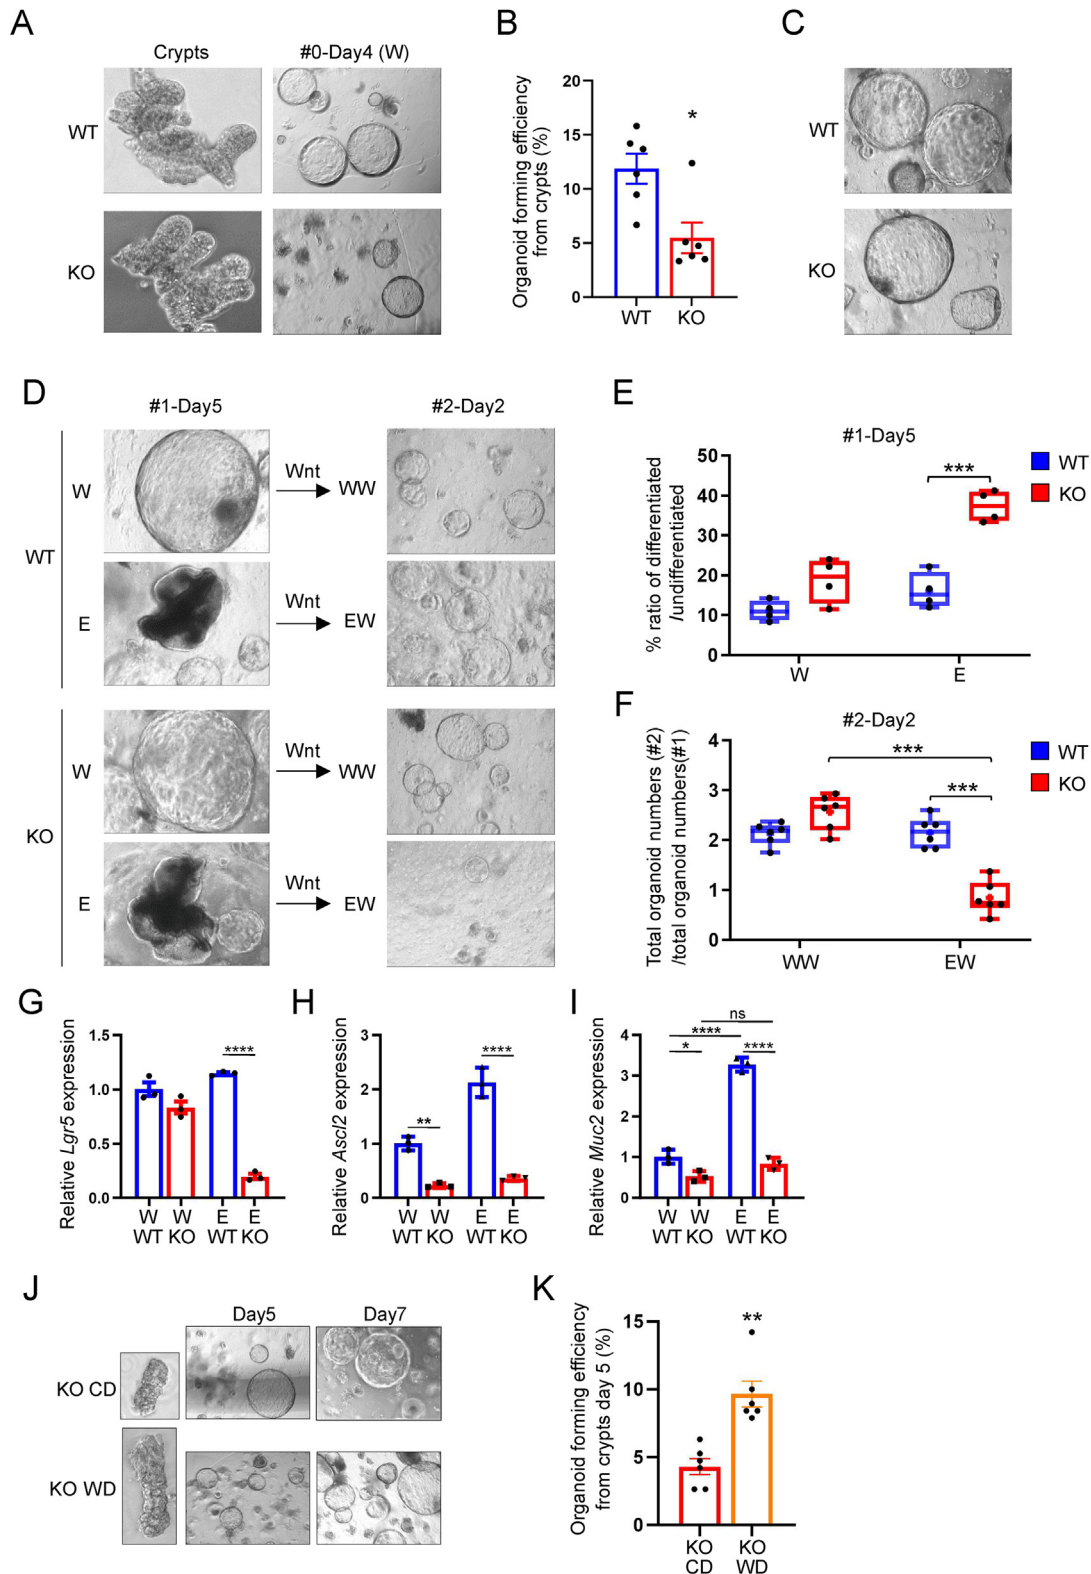 A
Crypts
#0-Day4 (W)
WT
KO
B
Organoid forming efficiency
from crypts (%)
20
15
10
5
0
*
WT
KO
C
WT
KO
D
#1-Day5
#2-Day2
WT
W
Wnt
WW
E
Wnt
EW
KO
W
Wnt
WW
E
Wnt
EW
E
#1-Day5
% ratio of differentiated
/undifferentiated
50
40
30
20
10
0
***
W
E
WT
KO
F
#2-Day2
Total organoid numbers (#2)
/total organoid numbers(#1)
4
3
2
1
0
***
***
WW
EW
WT
KO
G
Relative Lgr5 expression
1.5
1.0
0.5
0.0
****
W W E E
WT KO WT KO
H
Relative Ascl2 expression
3
2
1
0
**
****
W W E E
WT KO WT KO
I
Relative Muc2 expression
4
3
2
1
0
ns
****
* ****
W W E E
WT KO WT KO
J
Day5
Day7
KO CD
KO WD
K
Organoid forming efficiency
from crypts day 5 (%)
15
10
5
0
**
KO KO
CD WD